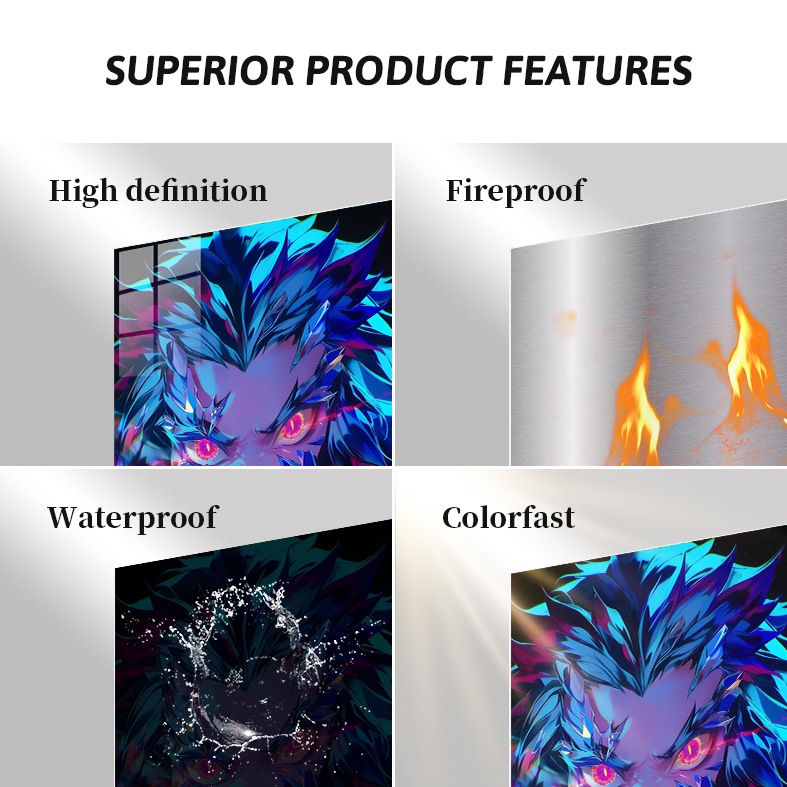 SUPERIOR PRODUCT FEATURES
High definition
Fireproof
Waterproof
Colorfast